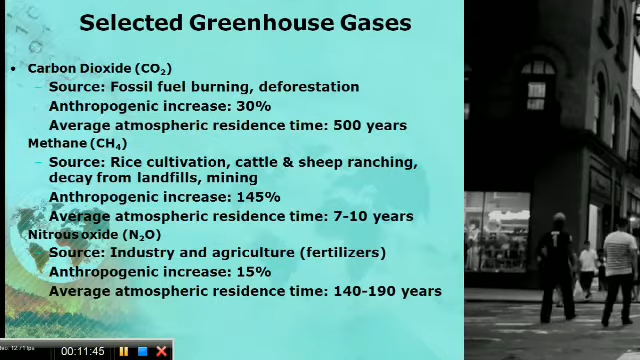 Selected Greenhouse Gases
• Carbon Dioxide (CO₂)
– Source: Fossil fuel burning, deforestation
Anthropogenic increase: 30%
Average atmospheric residence time: 500 years
Methane (CH₄)
– Source: Rice cultivation, cattle & sheep ranching,
decay from landfills, mining
Anthropogenic increase: 145%
Average atmospheric residence time: 7-10 years
Nitrous oxide (N₂O)
Source: Industry and agriculture (fertilizers)
Anthropogenic increase: 15%
Average atmospheric residence time: 140-190 years
00:11:45